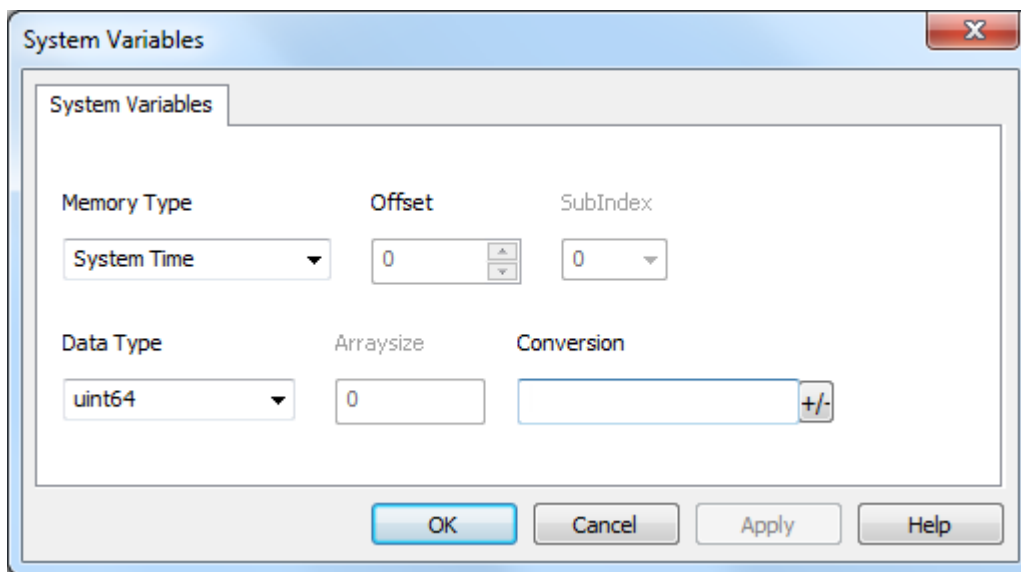 System Variables
System Variables
Memory Type Offset SubIndex
System Time 0 0
Data Type Arraysize Conversion
uint64 0 +/-
OK Cancel Apply Help